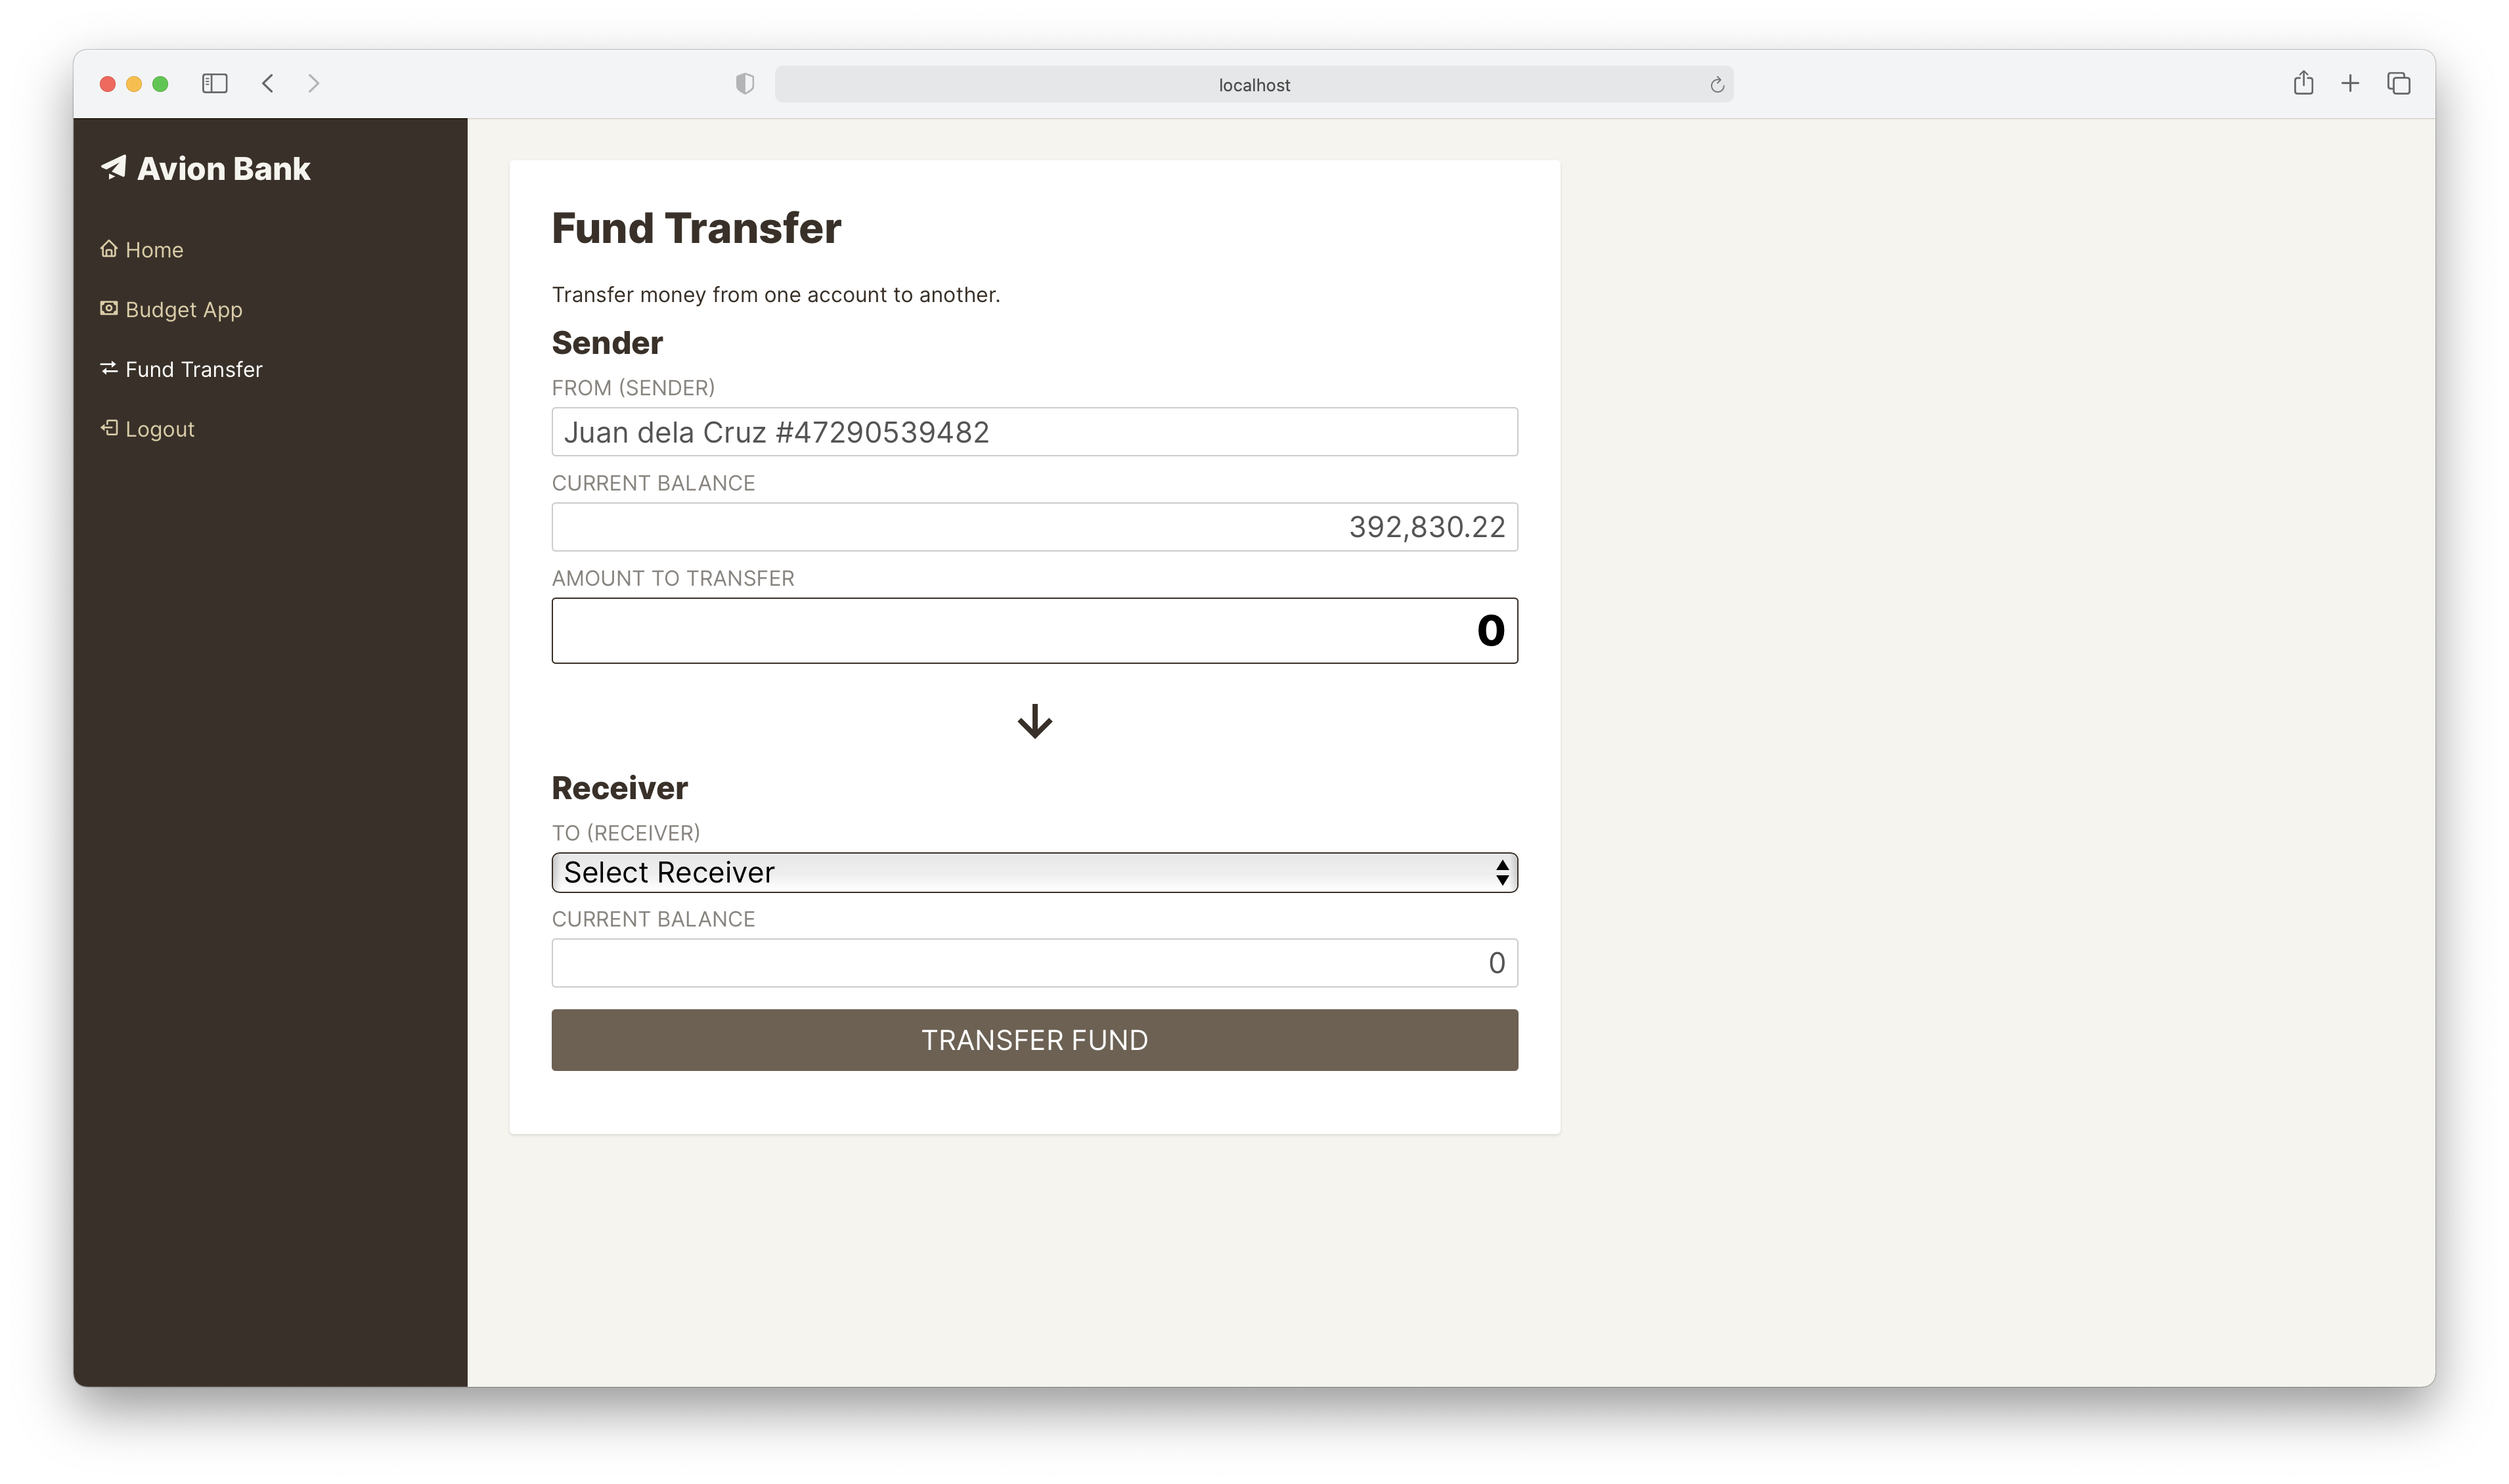 localhost
Avion Bank
Home
Budget App
Fund Transfer
Logout
Fund Transfer
Transfer money from one account to another.
Sender
FROM (SENDER)
Juan dela Cruz #47290539482
CURRENT BALANCE
392,830.22
AMOUNT TO TRANSFER
0
Receiver
TO (RECEIVER)
Select Receiver
CURRENT BALANCE
0
TRANSFER FUND